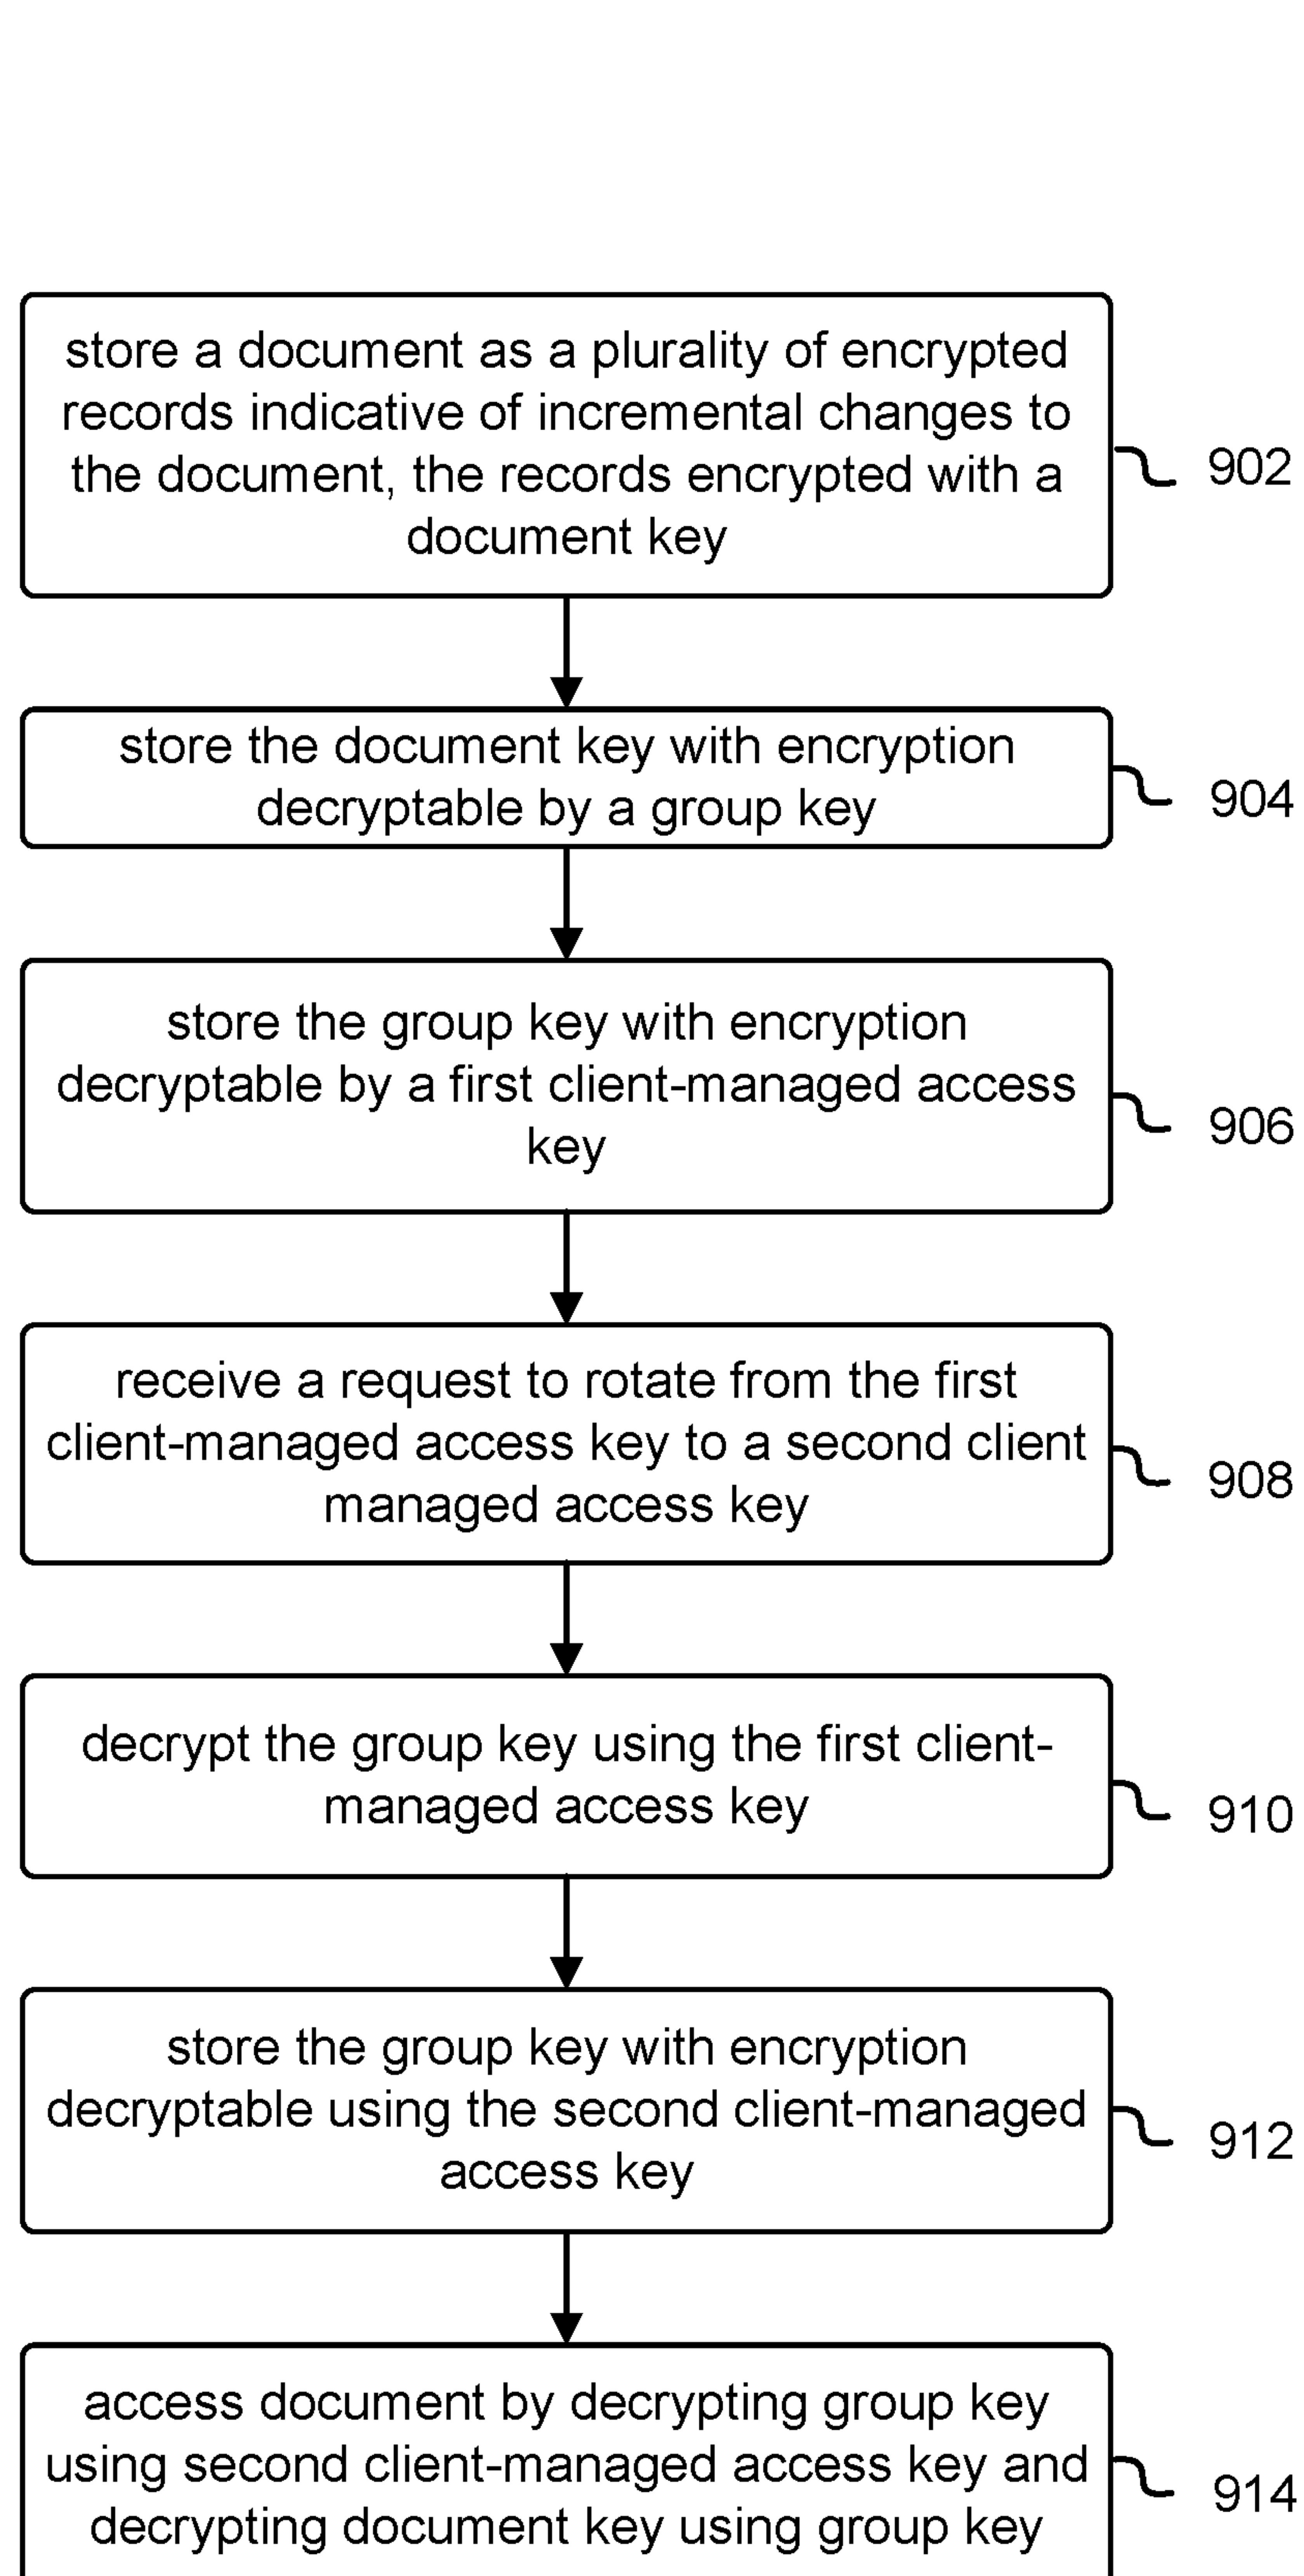 store a document as a plurality of encrypted
records indicative of incremental changes to
the document, the records encrypted with a
document key
902
store the document key with encryption
decryptable by a group key
904
store the group key with encryption
decryptable by a first client-managed access
key
906
receive a request to rotate from the first
client-managed access key to a second client
managed access key
908
decrypt the group key using the first client-
managed access key
910
store the group key with encryption
decryptable using the second client-managed
access key
912
access document by decrypting group key
using second client-managed access key and
decrypting document key using group key
914